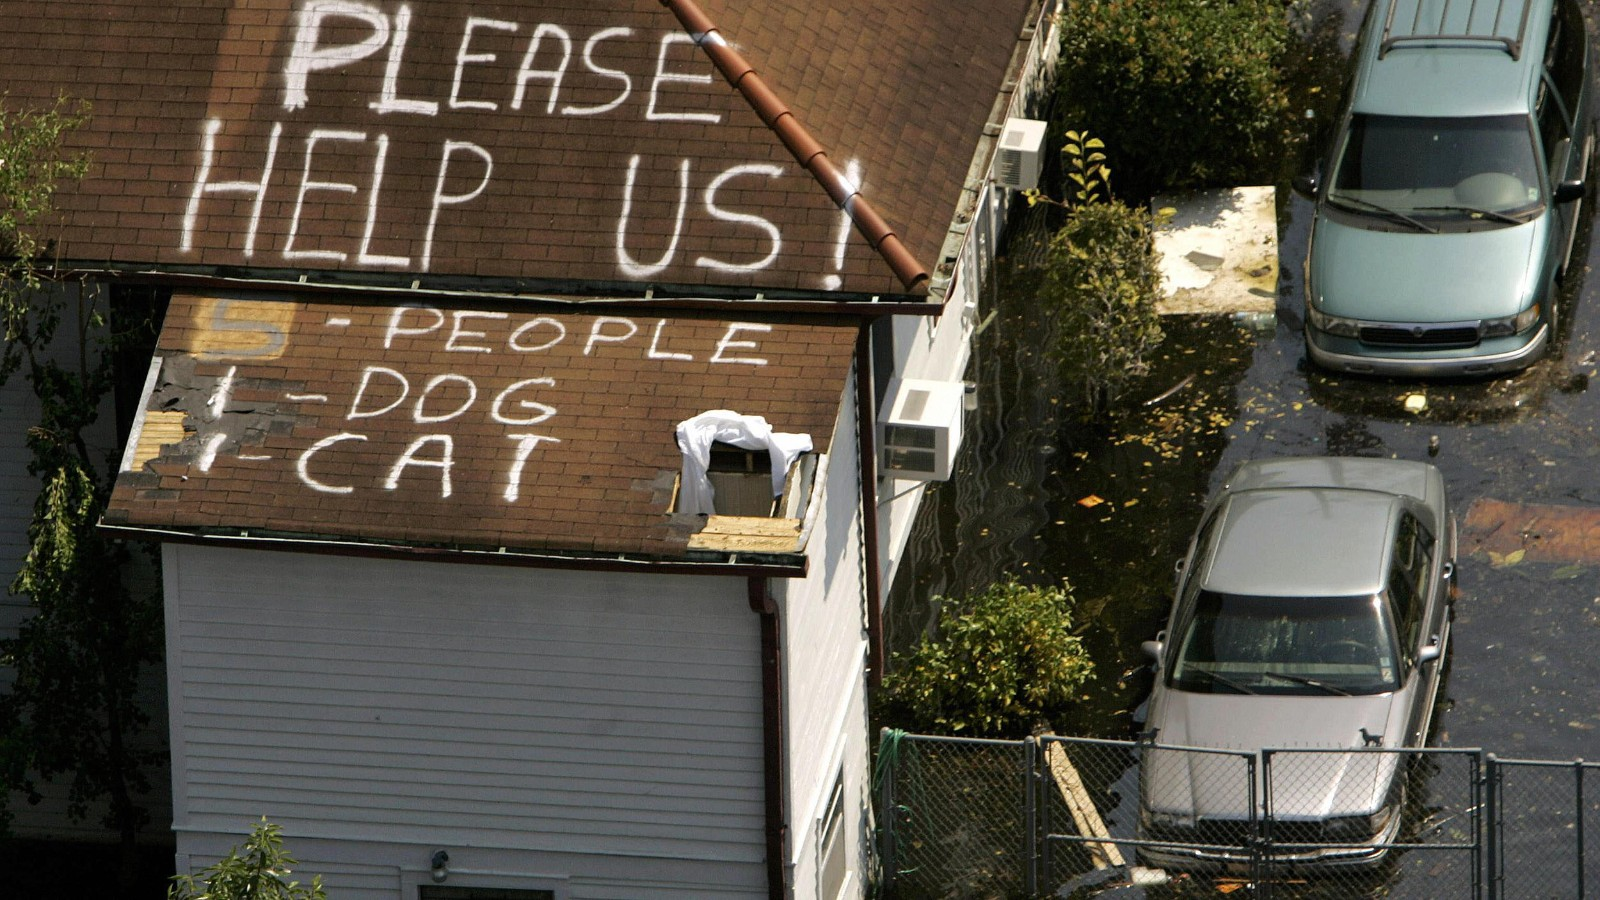 PLEASE
HELP US!
5 - PEOPLE
1 - DOG
1 - CAT